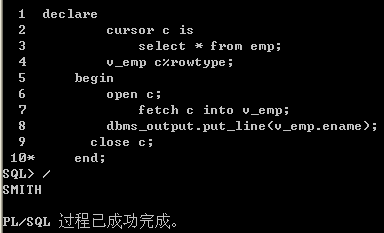 1 declare
2 cursor c is
3 select * from emp;
4 v_emp c%rowtype;
5 begin
6 open c;
7 fetch c into v_emp;
8 dbms_output.put_line(v_emp.ename);
9 close c;
10* end;
SQL> /
SMITH
PL/SQL 过程已成功完成。